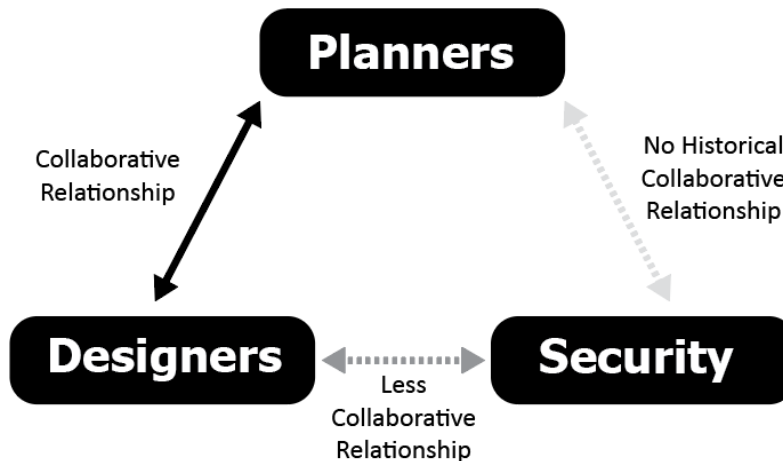 Planners
Collaborative
Relationship
No Historical
Collaborative
Relationship
Designers
Less
Collaborative
Relationship
Security